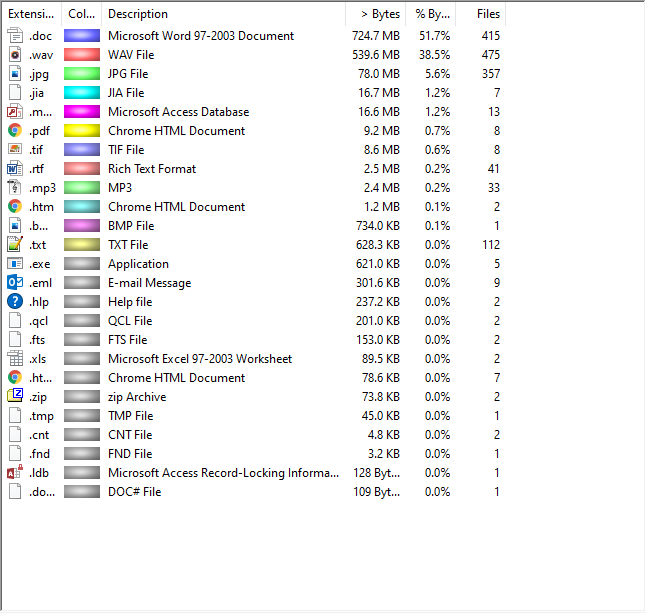 Extensi... Col... Description > Bytes % By... Files
.doc Microsoft Word 97-2003 Document 724.7 MB 51.7% 415
.wav WAV File 539.6 MB 38.5% 475
.jpg JPG File 78.0 MB 5.6% 357
.jia JIA File 16.7 MB 1.2% 7
.m... Microsoft Access Database 16.6 MB 1.2% 13
.pdf Chrome HTML Document 9.2 MB 0.7% 8
.tif TIF File 8.6 MB 0.6% 8
.rtf Rich Text Format 2.5 MB 0.2% 41
.mp3 MP3 2.4 MB 0.2% 33
.htm Chrome HTML Document 1.2 MB 0.1% 2
.b... BMP File 734.0 KB 0.1% 1
.txt TXT File 628.3 KB 0.0% 112
.exe Application 621.0 KB 0.0% 5
.eml E-mail Message 301.6 KB 0.0% 9
.hlp Help file 237.2 KB 0.0% 2
.qcl QCL File 201.0 KB 0.0% 2
.fts FTS File 153.0 KB 0.0% 2
.xls Microsoft Excel 97-2003 Worksheet 89.5 KB 0.0% 2
.ht... Chrome HTML Document 78.6 KB 0.0% 7
.zip zip Archive 73.8 KB 0.0% 2
.tmp TMP File 45.0 KB 0.0% 1
.cnt CNT File 4.8 KB 0.0% 2
.fnd FND File 3.2 KB 0.0% 1
.ldb Microsoft Access Record-Locking Informa... 128 Byt... 0.0% 1
.do... DOC# File 109 Byt... 0.0% 1